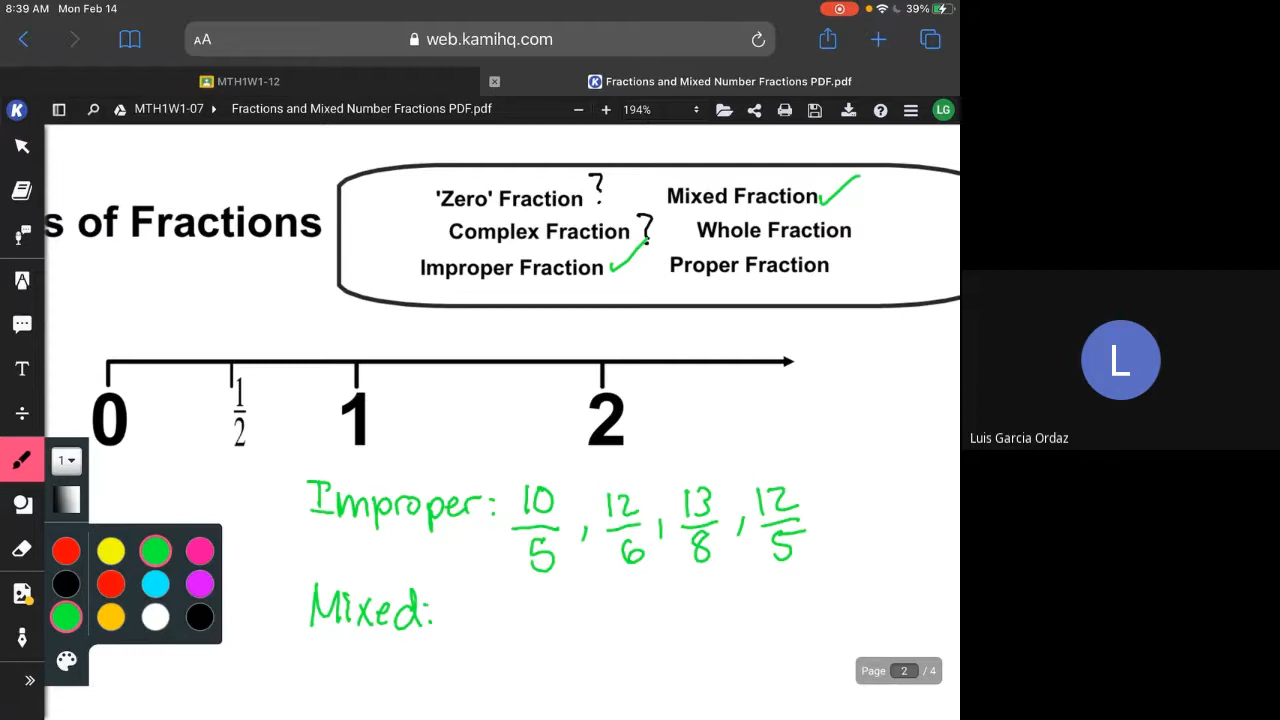 8:39 AM Mon Feb 14
39%
AA
web.kamihq.com
MTH1W1-12
K Fractions and Mixed Number Fractions PDF.pdf
K
MTH1W1-07 Fractions and Mixed Number Fractions PDF.pdf
194%
LG
s of Fractions
'Zero' Fraction ?
Mixed Fraction
Complex Fraction ?
Whole Fraction
Improper Fraction
Proper Fraction
0 1/2 1 2
Improper: 10/5, 12/6, 13/8, 12/5
Mixed:
A
T
1
Page 2 / 4
L
Luis Garcia Ordaz